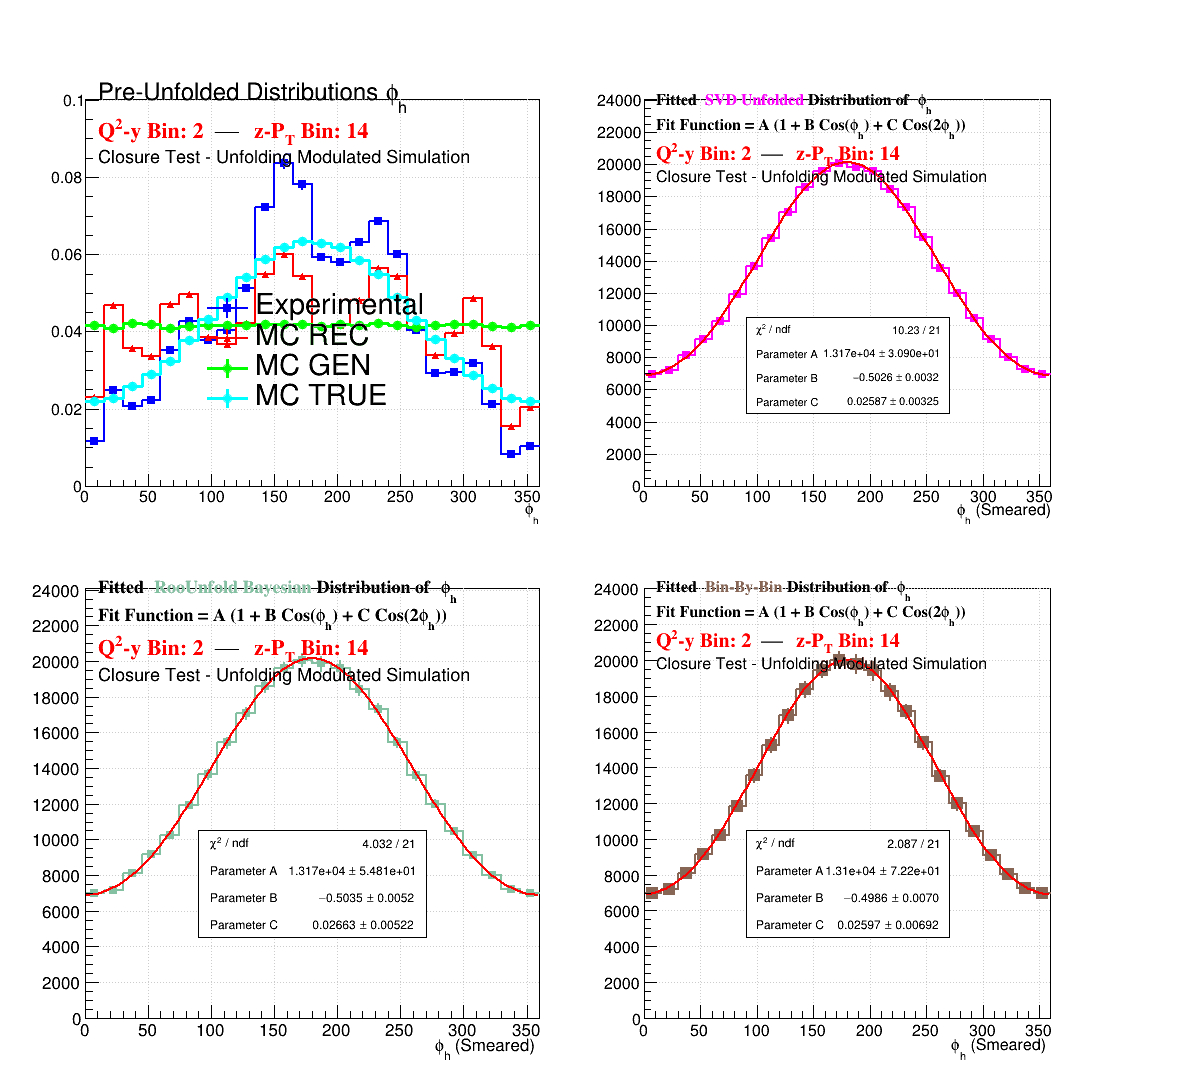 Pre-Unfolded Distributions ϕh
Q2-y Bin: 2 — z-PT Bin: 14
Closure Test - Unfolding Modulated Simulation
0.1
0.08
0.06
0.04
0.02
0
Experimental
MC REC
MC GEN
MC TRUE
0 50 100 150 200 250 300 350
ϕh
Fitted SVD Unfolded Distribution of ϕh
Fit Function = A (1 + B Cos(ϕh) + C Cos(2ϕh))
Q2-y Bin: 2 — z-PT Bin: 14
Closure Test - Unfolding Modulated Simulation
24000
22000
20000
18000
16000
14000
12000
10000
8000
6000
4000
2000
0
χ2 / ndf 10.23 / 21
Parameter A 1.317e+04 ± 3.090e+01
Parameter B −0.5026 ± 0.0032
Parameter C 0.02587 ± 0.00325
0 50 100 150 200 250 300 350
ϕh (Smeared)
Fitted RooUnfold Bayesian Distribution of ϕh
Fit Function = A (1 + B Cos(ϕh) + C Cos(2ϕh))
Q2-y Bin: 2 — z-PT Bin: 14
Closure Test - Unfolding Modulated Simulation
24000
22000
20000
18000
16000
14000
12000
10000
8000
6000
4000
2000
0
χ2 / ndf 4.032 / 21
Parameter A 1.317e+04 ± 5.481e+01
Parameter B −0.5035 ± 0.0052
Parameter C 0.02663 ± 0.00522
0 50 100 150 200 250 300 350
ϕh (Smeared)
Fitted Bin-By-Bin Distribution of ϕh
Fit Function = A (1 + B Cos(ϕh) + C Cos(2ϕh))
Q2-y Bin: 2 — z-PT Bin: 14
Closure Test - Unfolding Modulated Simulation
24000
22000
20000
18000
16000
14000
12000
10000
8000
6000
4000
2000
0
χ2 / ndf 2.087 / 21
Parameter A 1.31e+04 ± 7.22e+01
Parameter B −0.4986 ± 0.0070
Parameter C 0.02597 ± 0.00692
0 50 100 150 200 250 300 350
ϕh (Smeared)